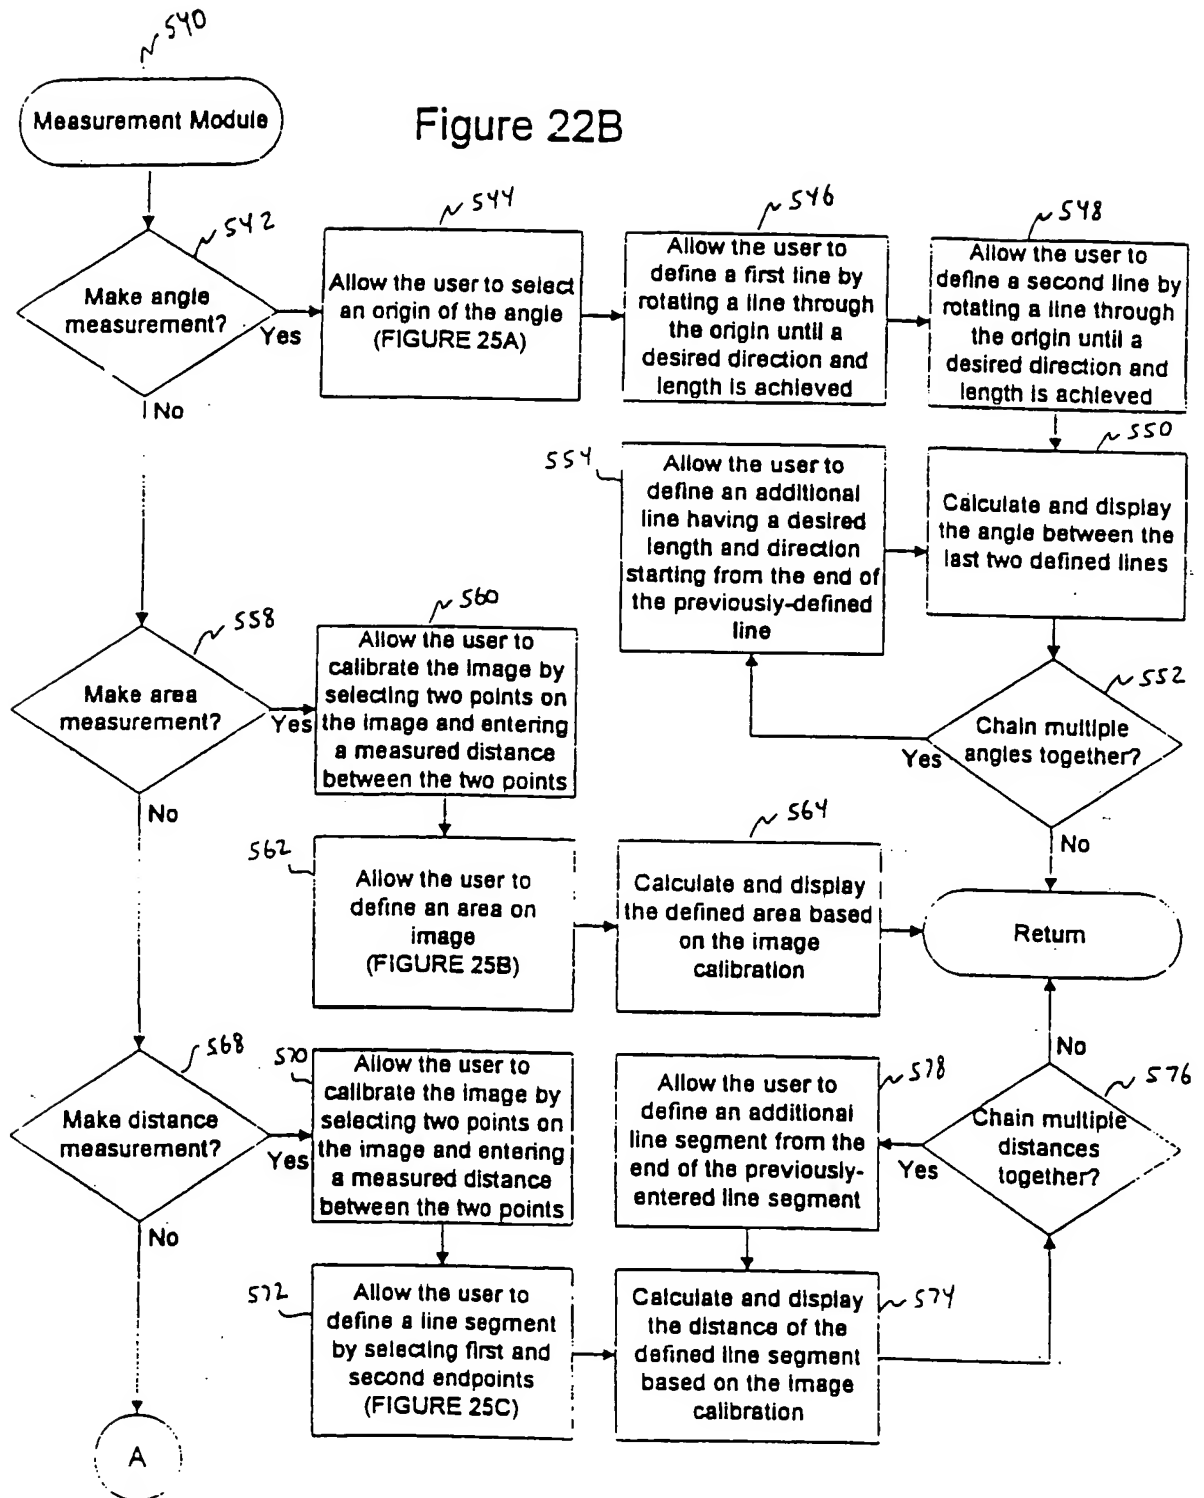 540
Measurement Module
Figure 22B
542
Make angle
measurement?
Yes
No
544
Allow the user to select
an origin of the angle
(FIGURE 25A)
546
Allow the user to
define a first line by
rotating a line through
the origin until a
desired direction and
length is achieved
548
Allow the user to
define a second line by
rotating a line through
the origin until a
desired direction and
length is achieved
550
Calculate and display
the angle between the
last two defined lines
554
Allow the user to
define an additional
line having a desired
length and direction
starting from the end of
the previously-defined
line
552
Chain multiple
angles together?
Yes
No
558
Make area
measurement?
Yes
No
560
Allow the user to
calibrate the image by
selecting two points on
the image and entering
a measured distance
between the two points
562
Allow the user to
define an area on
image
(FIGURE 25B)
564
Calculate and display
the defined area based
on the image
calibration
Return
568
Make distance
measurement?
Yes
No
570
Allow the user to
calibrate the image by
selecting two points on
the image and entering
a measured distance
between the two points
572
Allow the user to
define a line segment
by selecting first and
second endpoints
(FIGURE 25C)
578
Allow the user to
define an additional
line segment from the
end of the previously-
entered line segment
574
Calculate and display
the distance of the
defined line segment
based on the image
calibration
576
Chain multiple
distances
together?
Yes
No
A